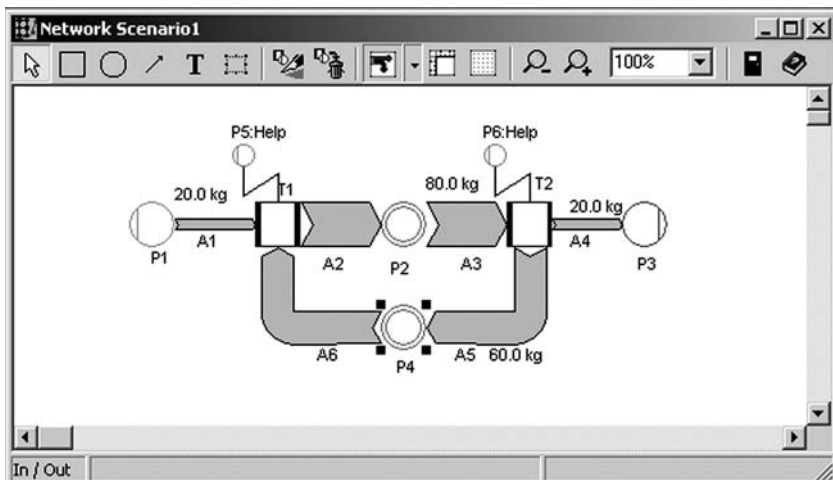 Network Scenario1
T
100%
P5:Help
P6:Help
20.0 kg
T1
80.0 kg
T2
20.0 kg
P1
A1
A2
P2
A3
A4
P3
A6
P4
A5
60.0 kg
In / Out